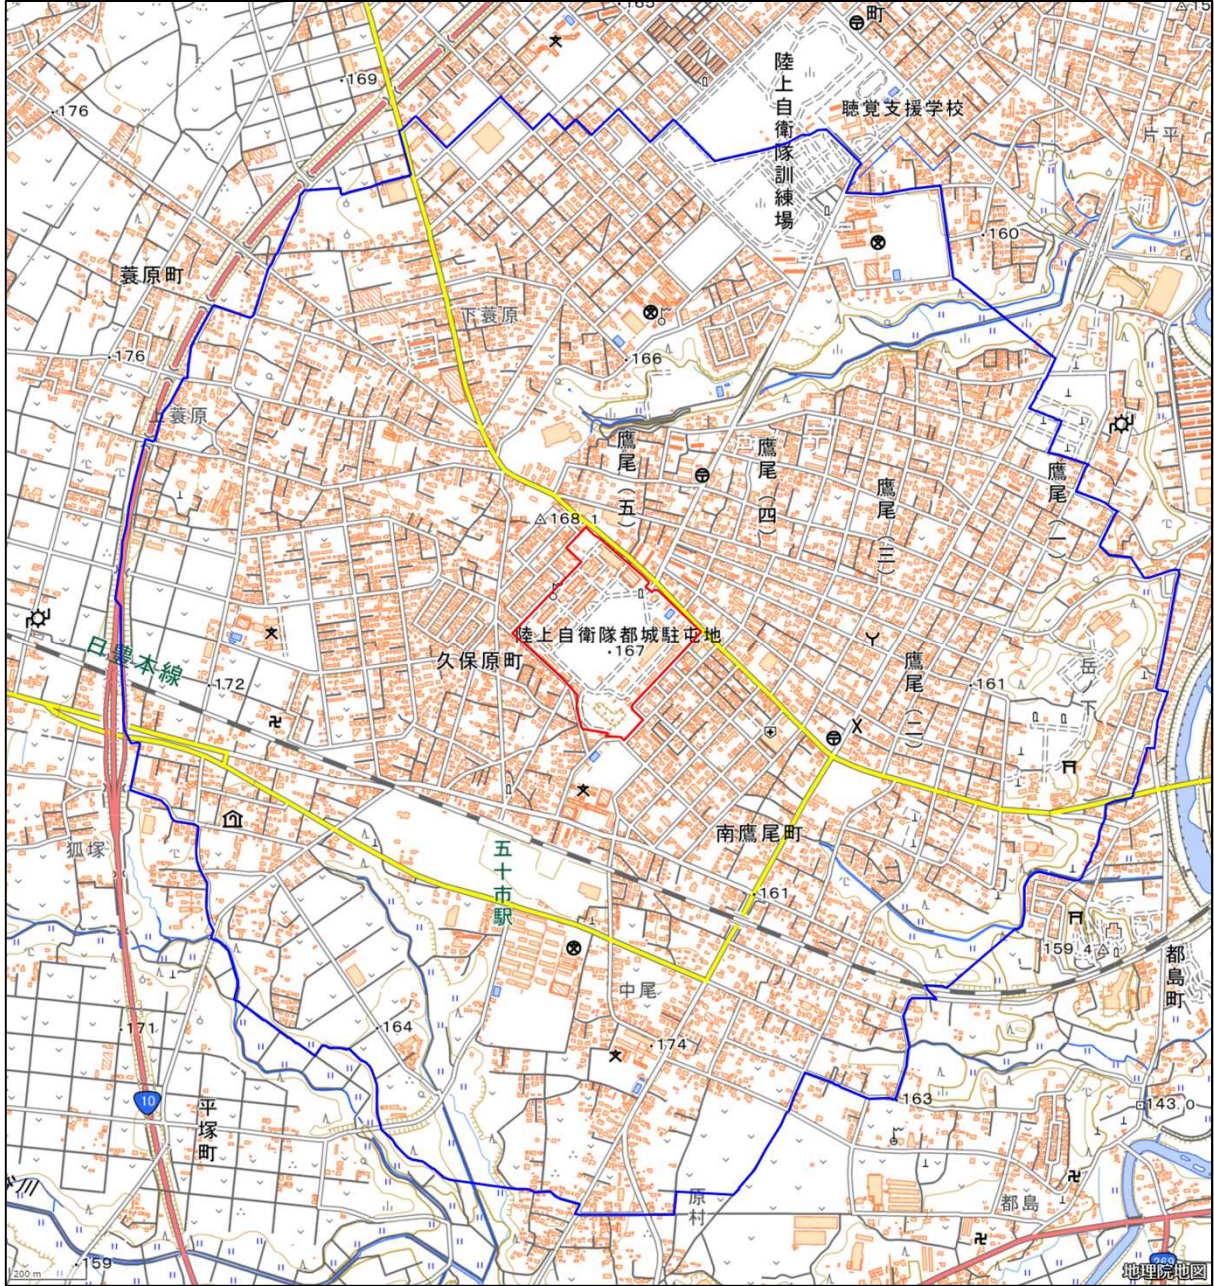 町
165
169
176
陸上自衛隊訓練場
聴覚支援学校
片平
160
蓑原町
下蓑原
176
166
蓑原
鷹尾(五)
鷹尾(四)
鷹尾(三)
鷹尾(一)
168.1
陸上自衛隊都城駐屯地
167
久保原町
日豊本線
172
鷹尾(二)
161
岳ノ下
南鷹尾町
狐塚
五十市駅
161
159.4
都島町
中尾
164
171
174
10
平塚町
163
143.0
原村
都島
159
269
200 m
地理院地図